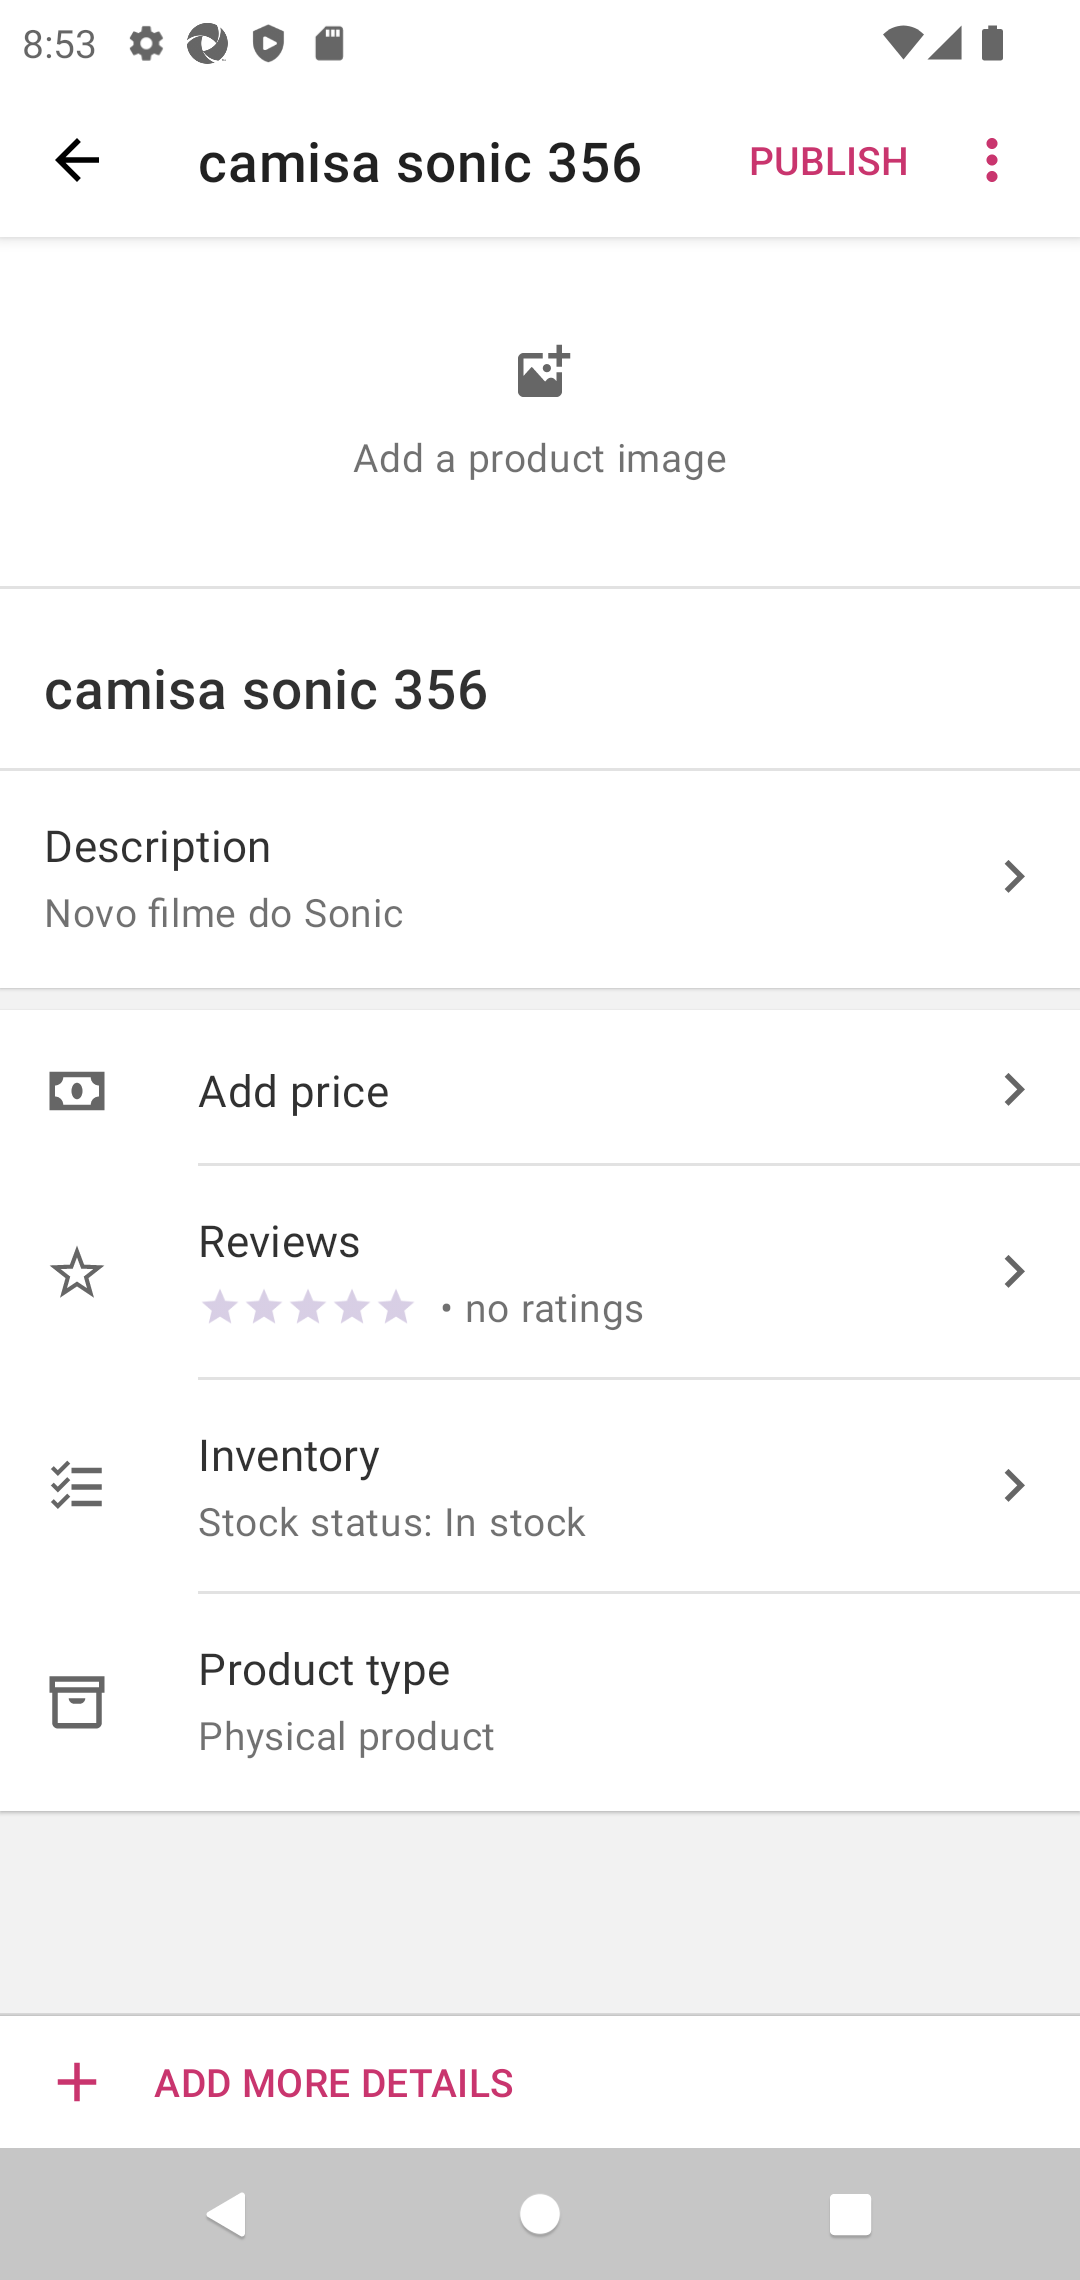 8:53
camisa sonic 356
PUBLISH
Add a product image
camisa sonic 356
Description
Novo filme do Sonic
Add price
Reviews
• no ratings
Inventory
Stock status: In stock
Product type
Physical product
ADD MORE DETAILS